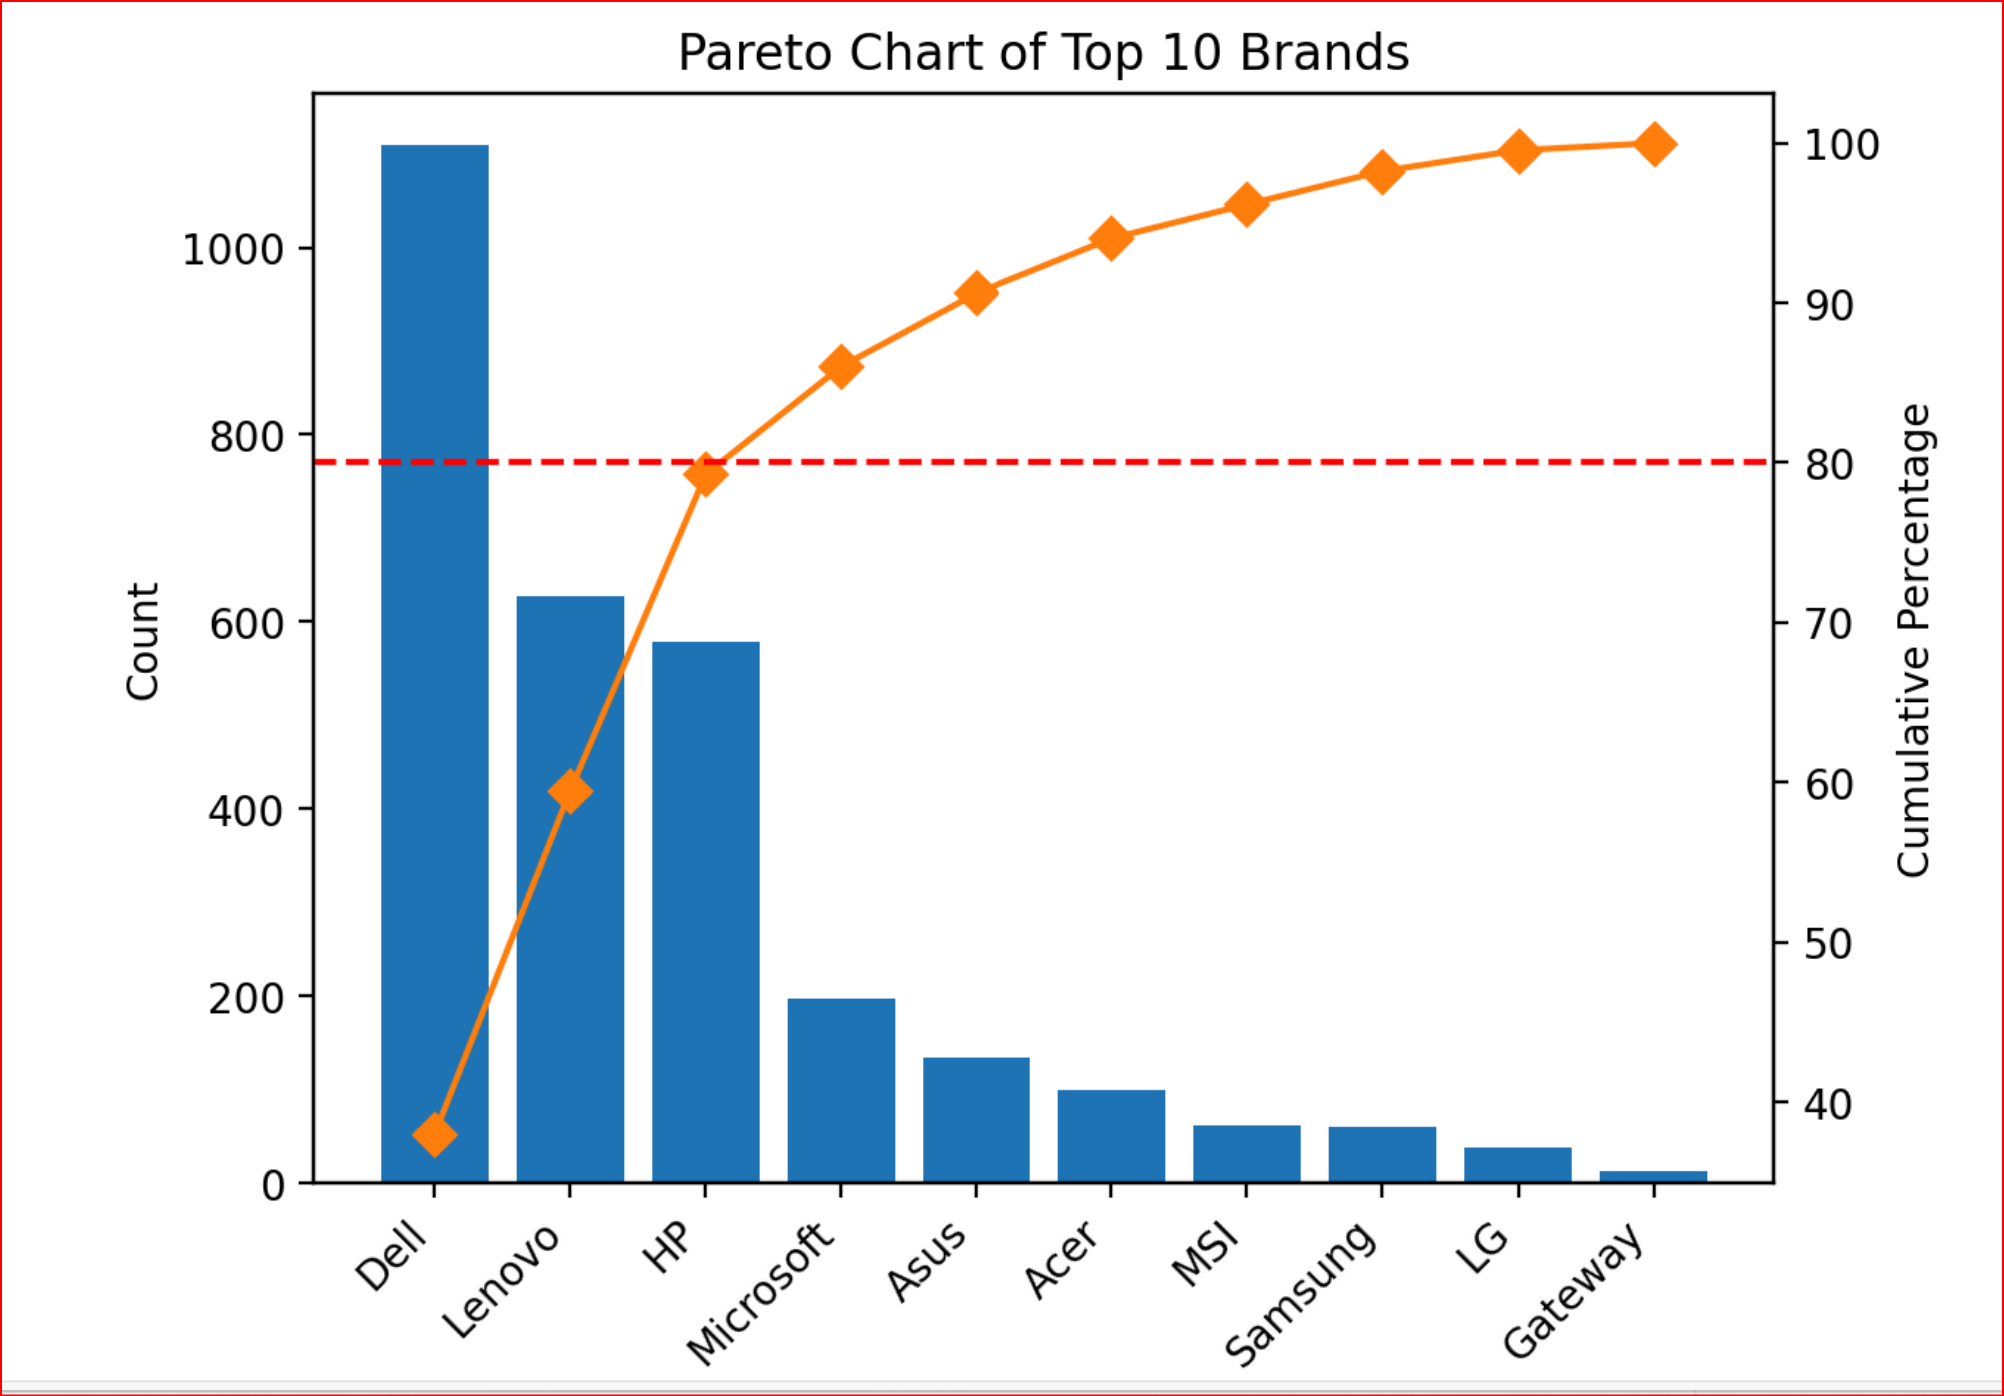 Pareto Chart of Top 10 Brands
1000
800
600
400
200
0
Count
100
90
80
70
60
50
40
Cumulative Percentage
Dell
Lenovo
HP
Microsoft
Asus
Acer
MSI
Samsung
LG
Gateway